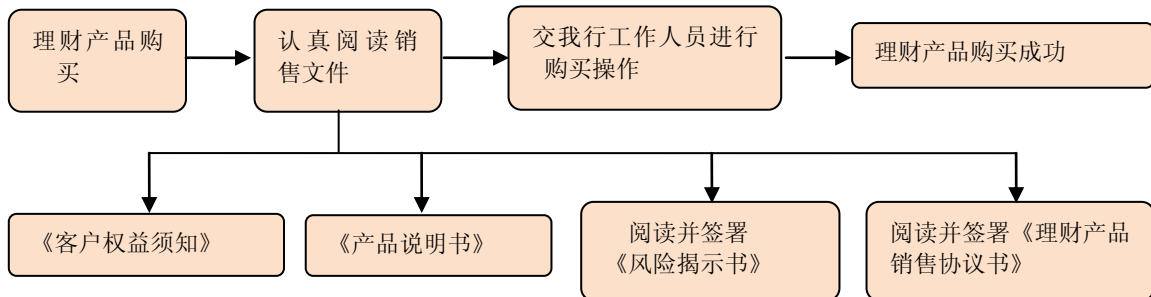 理财产品购
买
认真阅读销
售文件
交我行工作人员进行
购买操作
理财产品购买成功
《客户权益须知》
《产品说明书》
阅读并签署
《风险揭示书》
阅读并签署《理财产品
销售协议书》